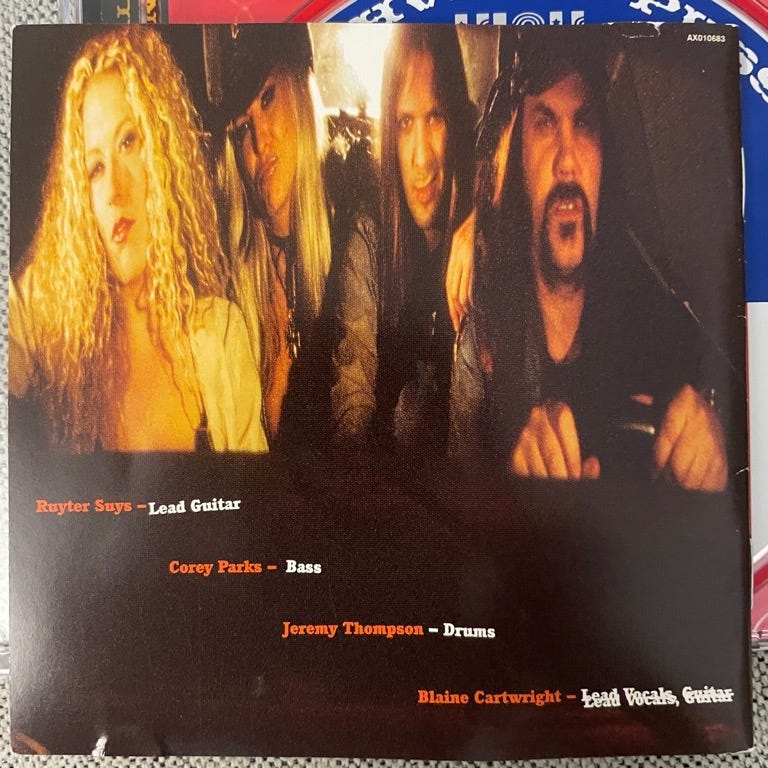 AX010683
Ruyter Suys – Lead Guitar
Corey Parks – Bass
Jeremy Thompson – Drums
Blaine Cartwright – Lead Vocals, Guitar